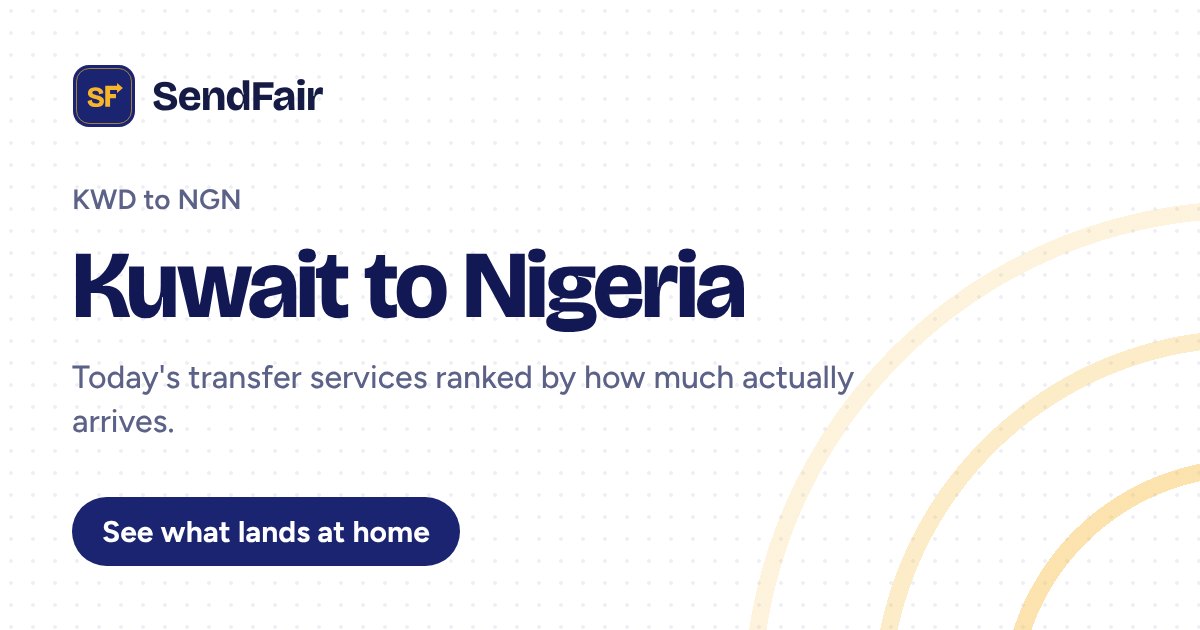 SF
SendFair
KWD to NGN
Kuwait to Nigeria
Today's transfer services ranked by how much actually
arrives.
See what lands at home